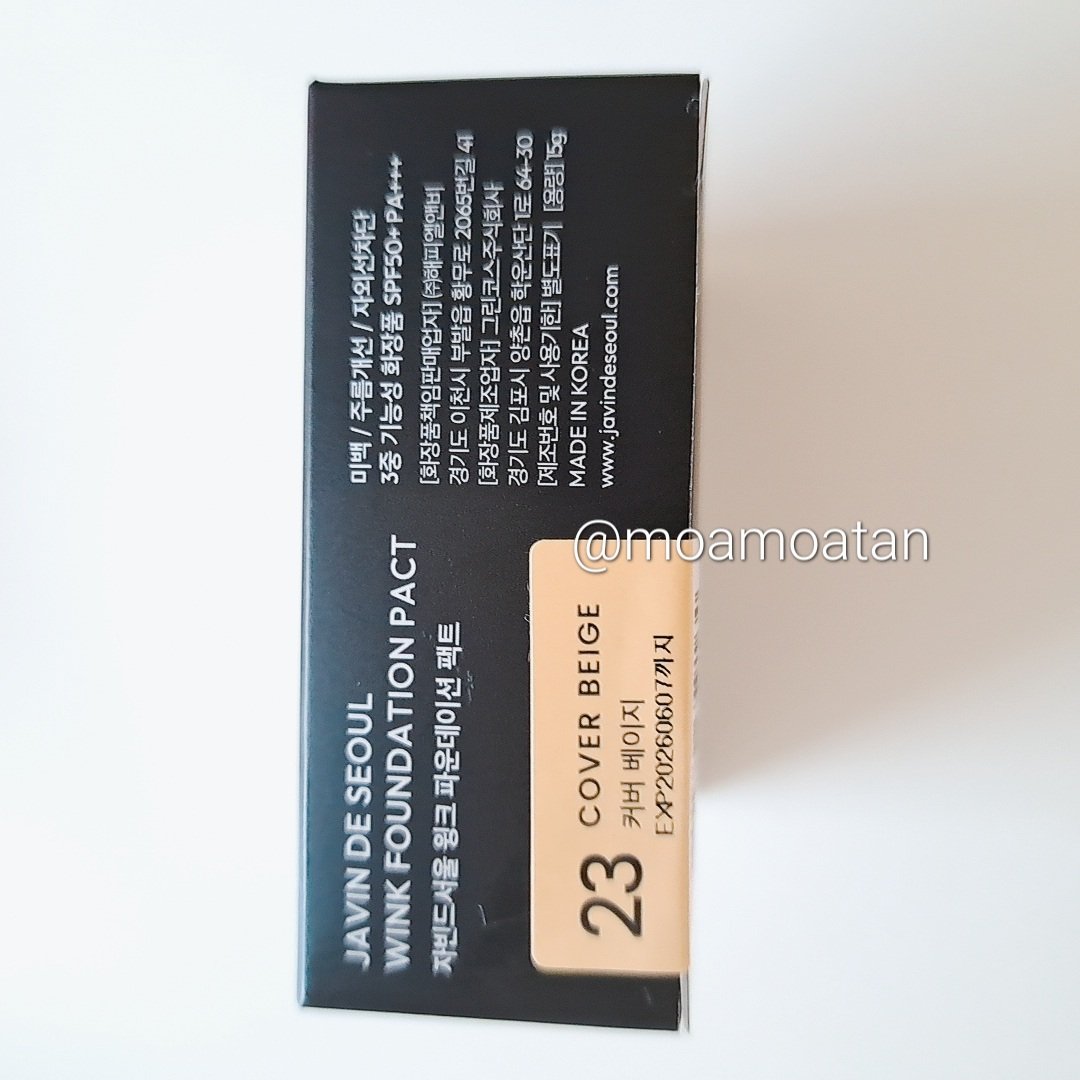 JAVIN DE SEOUL
WINK FOUNDATION PACT
자빈드서울 윙크 파운데이션 팩트
미백 / 주름개선 / 자외선차단
3중 기능성 화장품 SPF50+ PA++++
[화장품책임판매업자] ㈜해피엘앤비
경기도 이천시 부발읍 황무로 2065번길 41
[화장품제조업자] 그린코스주식회사
경기도 김포시 양촌읍 학운산단 1로 64-30
[제조번호 및 사용기한] 별도표기 [용량] 15g
MADE IN KOREA
www.javindeseoul.com
23 COVER BEIGE
커버 베이지
EXP20260607까지
@moamoatan